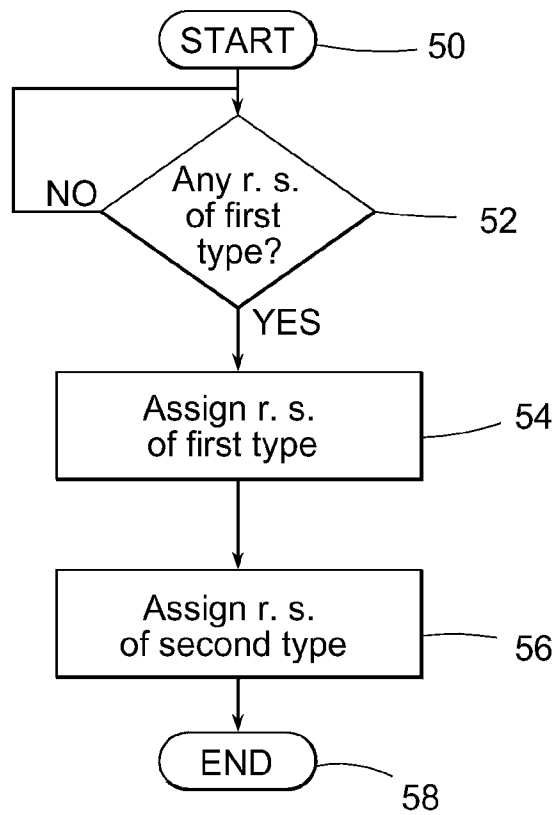 START
50
Any r. s.
of first
type?
NO
52
YES
Assign r. s.
of first type
54
Assign r. s.
of second type
56
END
58